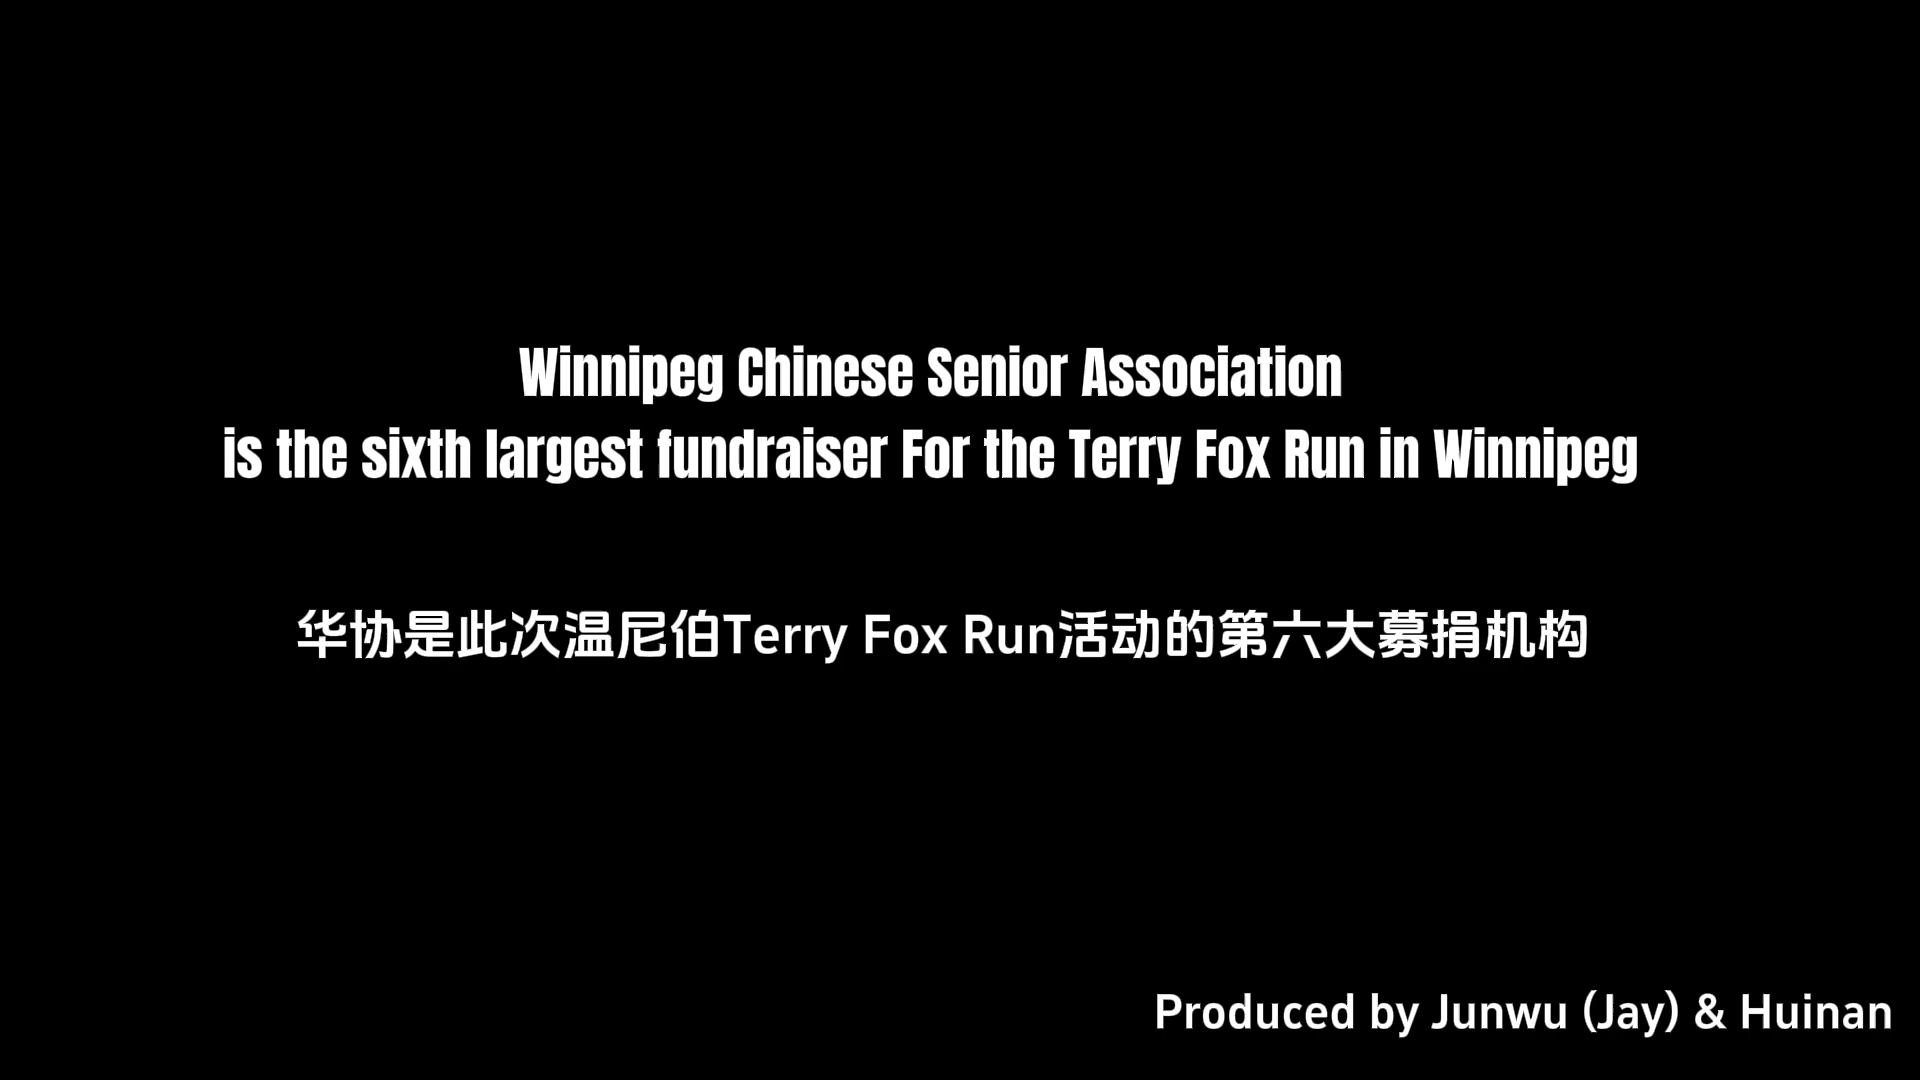 Winnipeg Chinese Senior Association
is the sixth largest fundraiser For the Terry Fox Run in Winnipeg
华协是此次温尼伯Terry Fox Run活动的第六大募捐机构
Produced by Junwu (Jay) & Huinan